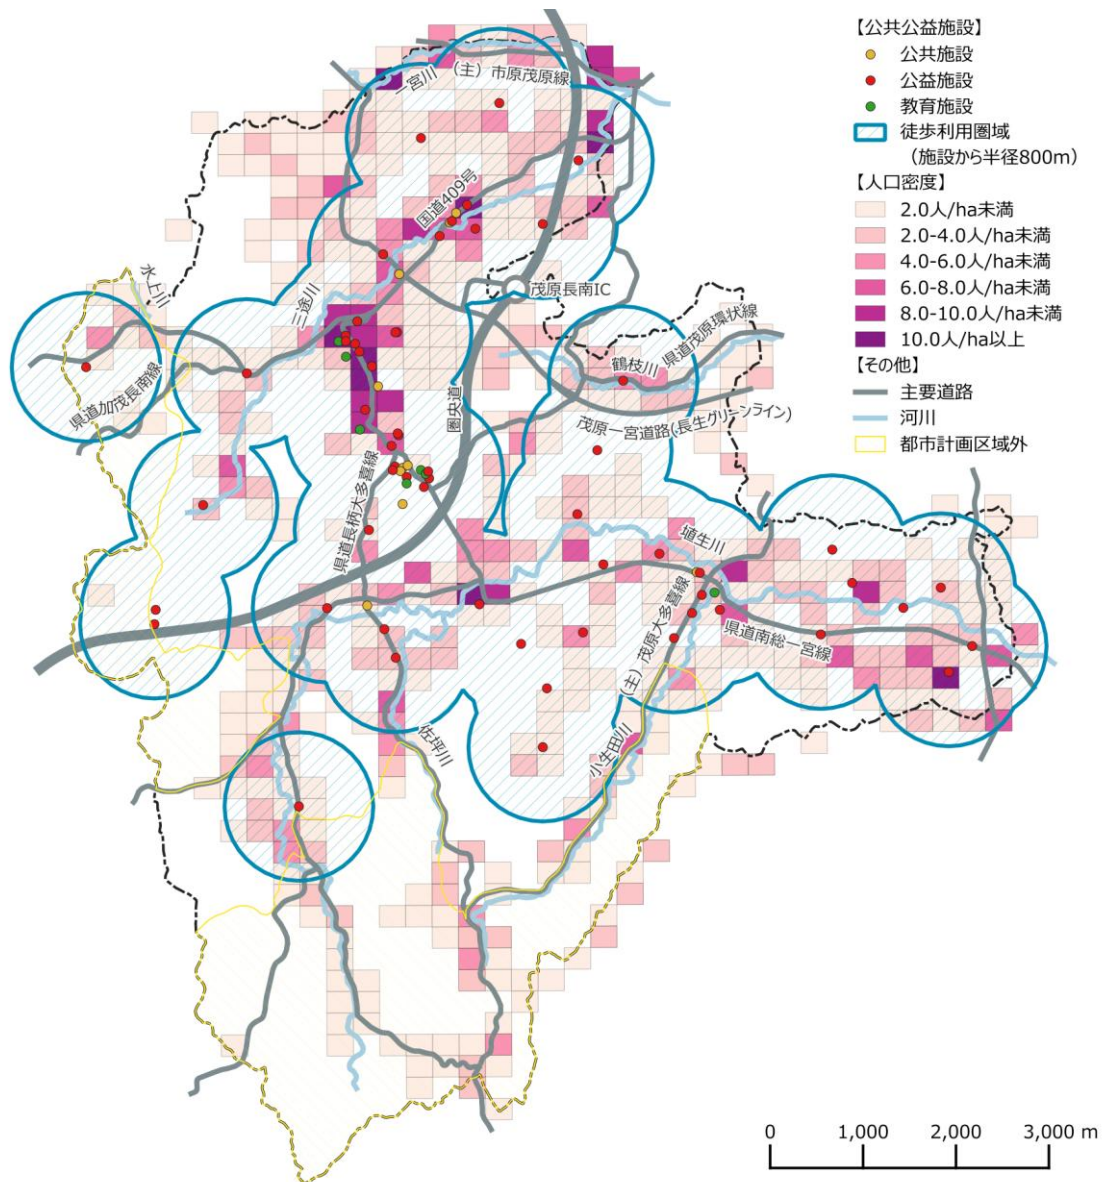 【公共公益施設】
公共施設
公益施設
教育施設
徒歩利用圏域
(施設から半径800m)
【人口密度】
2.0人/ha未満
2.0-4.0人/ha未満
4.0-6.0人/ha未満
6.0-8.0人/ha未満
8.0-10.0人/ha未満
10.0人/ha以上
【その他】
主要道路
河川
都市計画区域外
一宮川
(主)市原茂原線
国道409号
水上川
三途川
茂原長南IC
県道茂原環状線
鶴枝川
県道加茂長南線
圏央道
茂原一宮道路(長生グリーンライン)
県道長柄大多喜線
埴生川
(主)茂原大多喜線
県道南総一宮線
佐坪川
小生田川
0 1,000 2,000 3,000 m